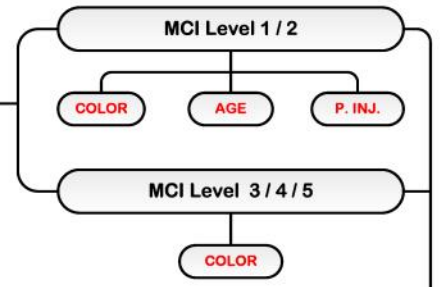 MCI Level 1 / 2
COLOR AGE P. INJ.
MCI Level 3 / 4 / 5
COLOR